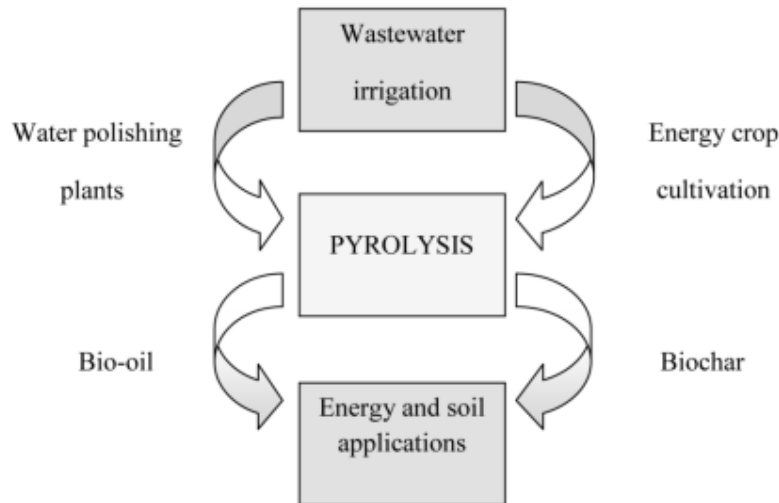 Wastewater
irrigation
Water polishing
plants
Energy crop
cultivation
PYROLYSIS
Bio-oil
Biochar
Energy and soil
applications